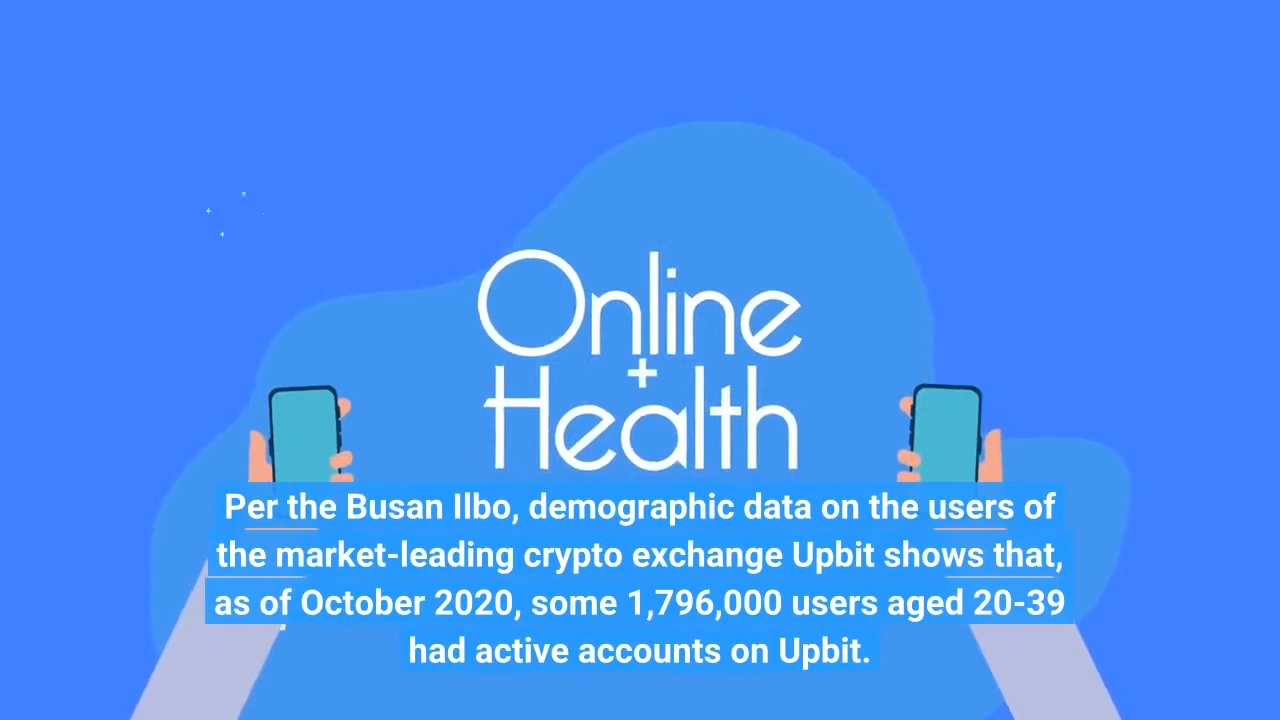 Online
+
Health
Per the Busan Ilbo, demographic data on the users of
the market-leading crypto exchange Upbit shows that,
as of October 2020, some 1,796,000 users aged 20-39
had active accounts on Upbit.